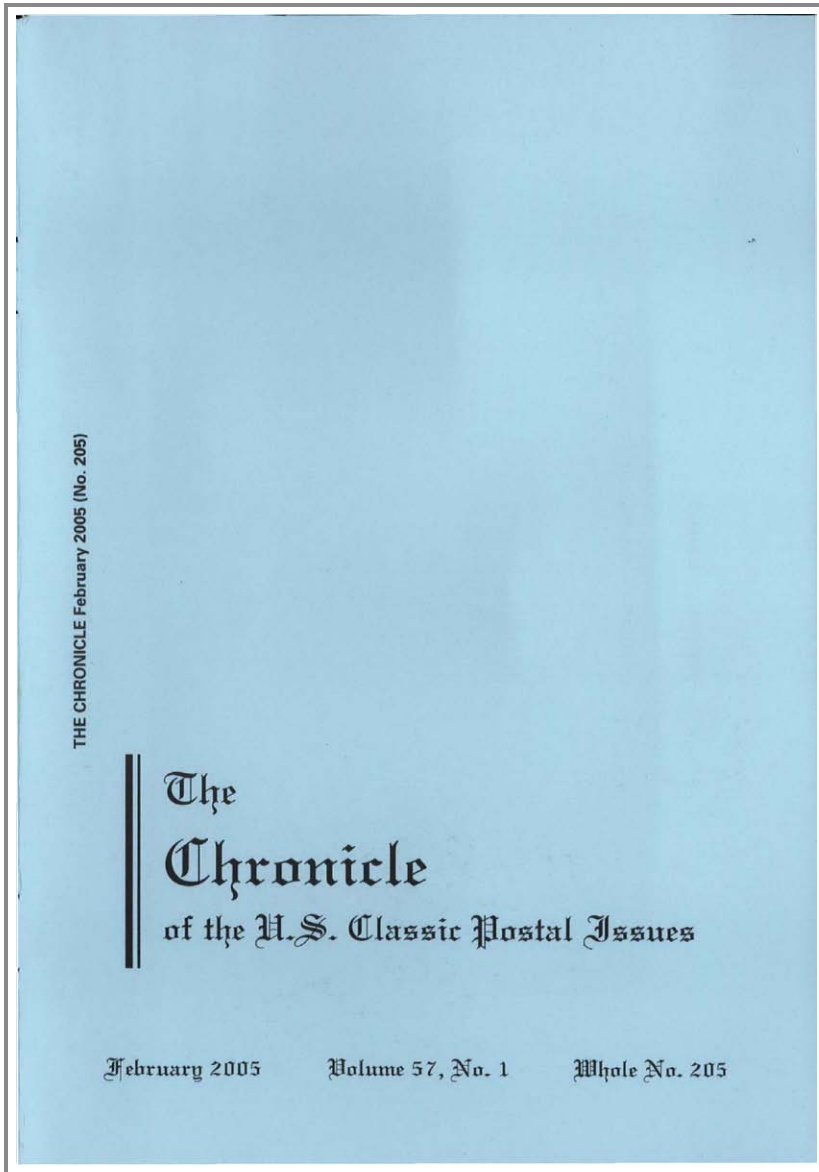 THE CHRONICLE February 2005 (No. 205)
The
Chronicle
of the U.S. Classic Postal Issues
February 2005 Volume 57, No. 1 Whole No. 205